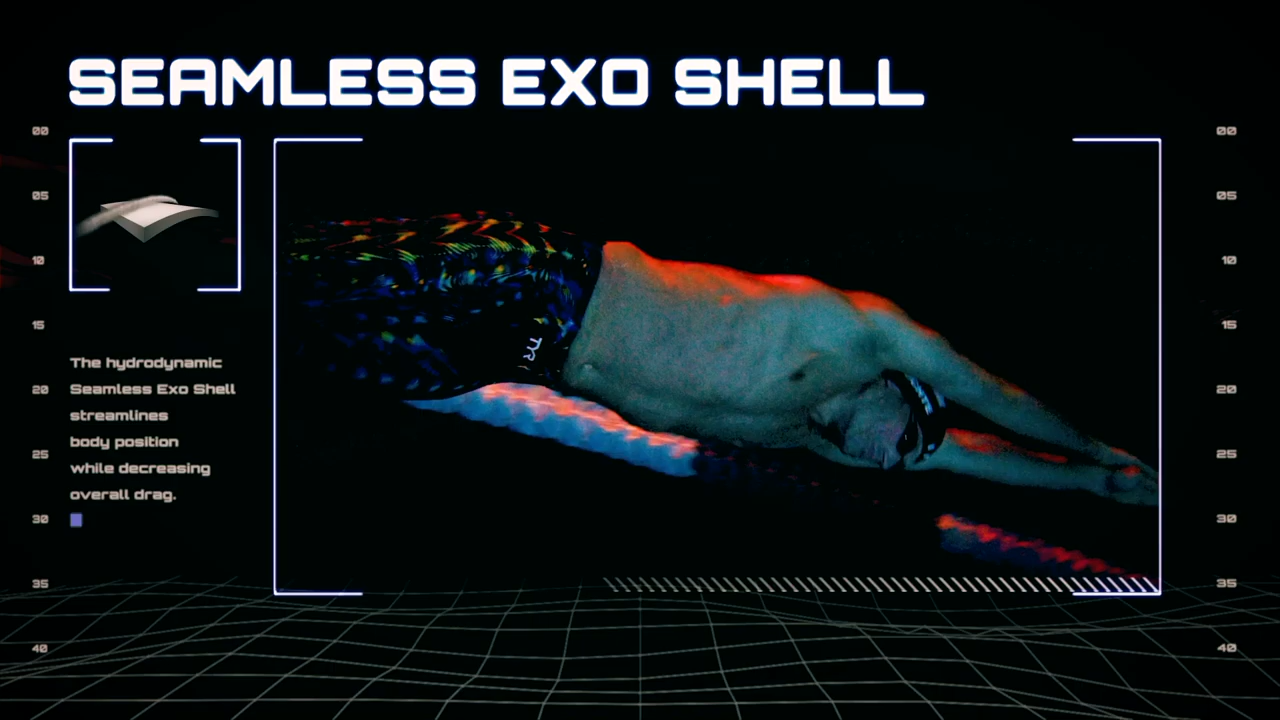 SEAMLESS EXO SHELL
00
05
10
15
20
25
30
35
40
The hydrodynamic
Seamless Exo Shell
streamlines
body position
while decreasing
overall drag.
TYR
00
05
10
15
20
25
30
35
40